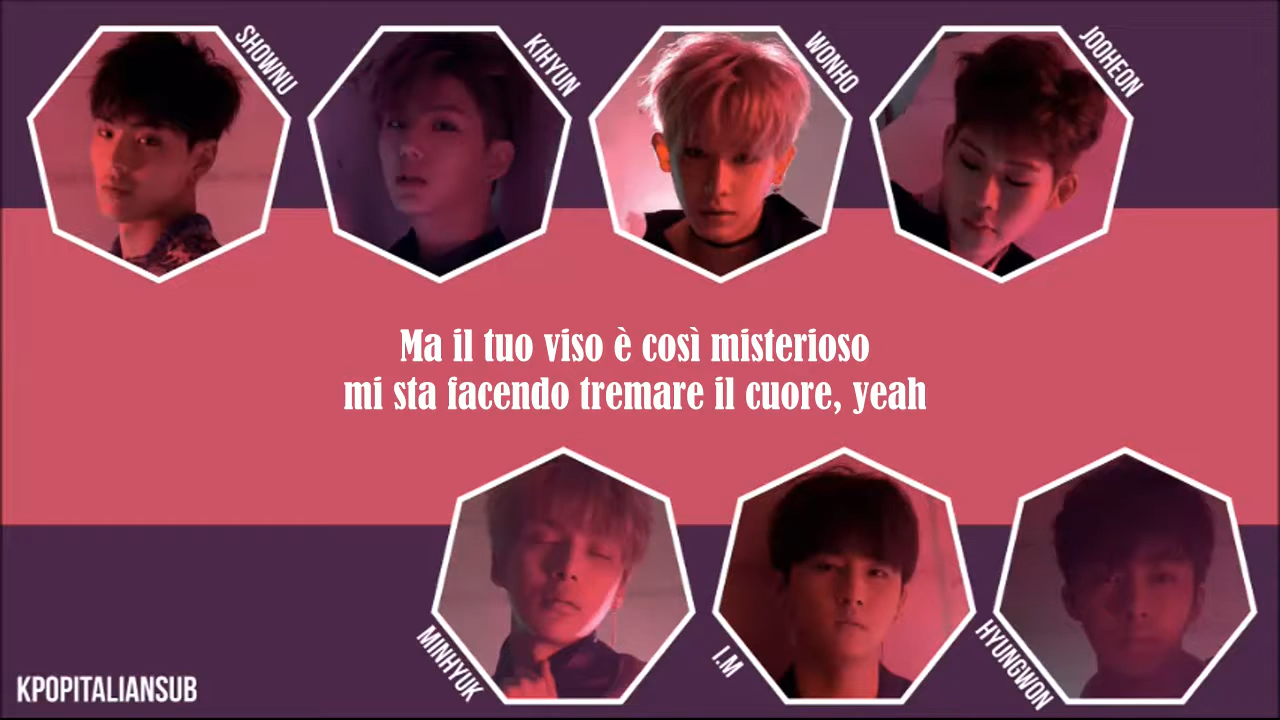 SHOWNU
KIHYUN
WONHO
JOOHEON
Ma il tuo viso è così misterioso
mi sta facendo tremare il cuore, yeah
MINHYUK
I.M
HYUNGWON
KPOPITALIANSUB